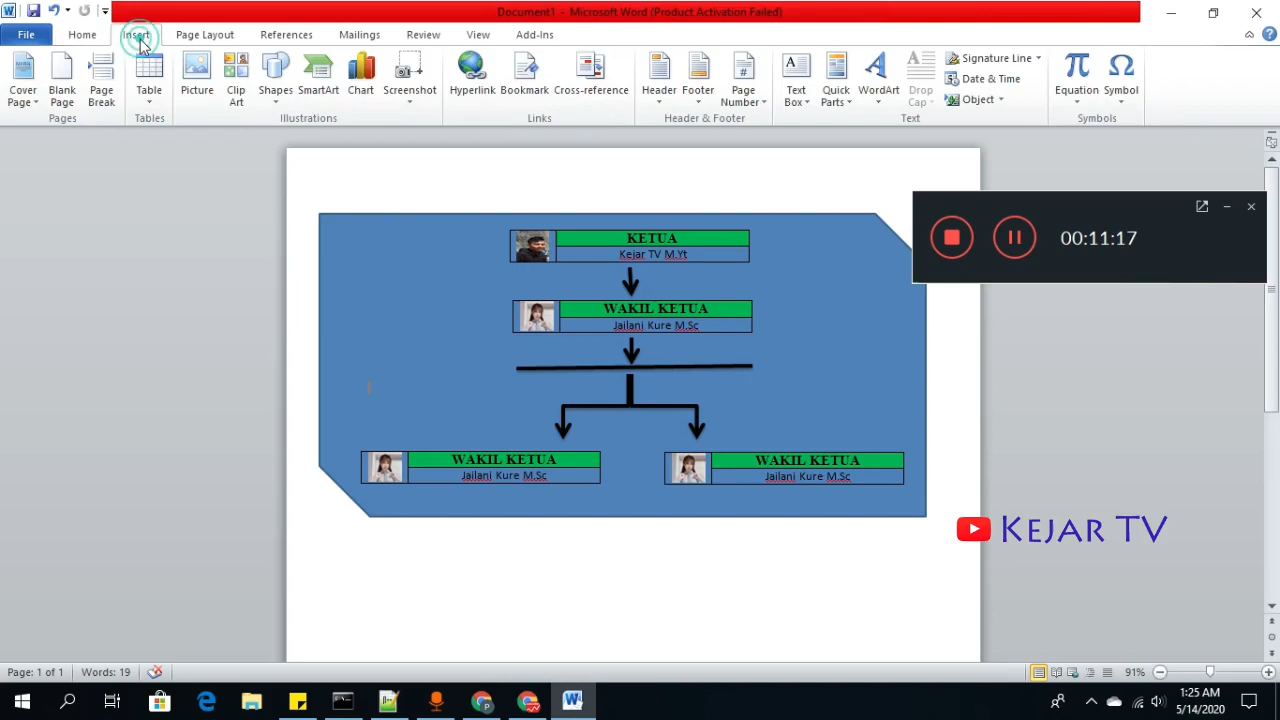 Document1 - Microsoft Word (Product Activation Failed)
File Home Insert Page Layout References Mailings Review View Add-Ins
Cover Page Blank Page Page Break Table Picture Clip Art Shapes SmartArt Chart Screenshot Hyperlink Bookmark Cross-reference Header Footer Page Number Text Box Quick Parts WordArt Drop Cap Signature Line Date & Time Object Equation Symbol
Pages Tables Illustrations Links Header & Footer Text Symbols
00:11:17
KETUA
Kejar TV M.Yt
WAKIL KETUA
Jailani Kure M.Sc
WAKIL KETUA
Jailani Kure M.Sc
WAKIL KETUA
Jailani Kure M.Sc
KEJAR TV
Page: 1 of 1 Words: 19 91%
1:25 AM
5/14/2020